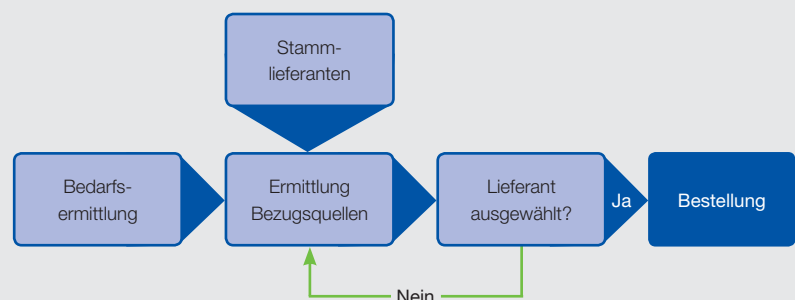 Stamm-
lieferanten
Bedarfs-
ermittlung
Ermittlung
Bezugsquellen
Lieferant
ausgewählt?
Ja
Bestellung
Nein